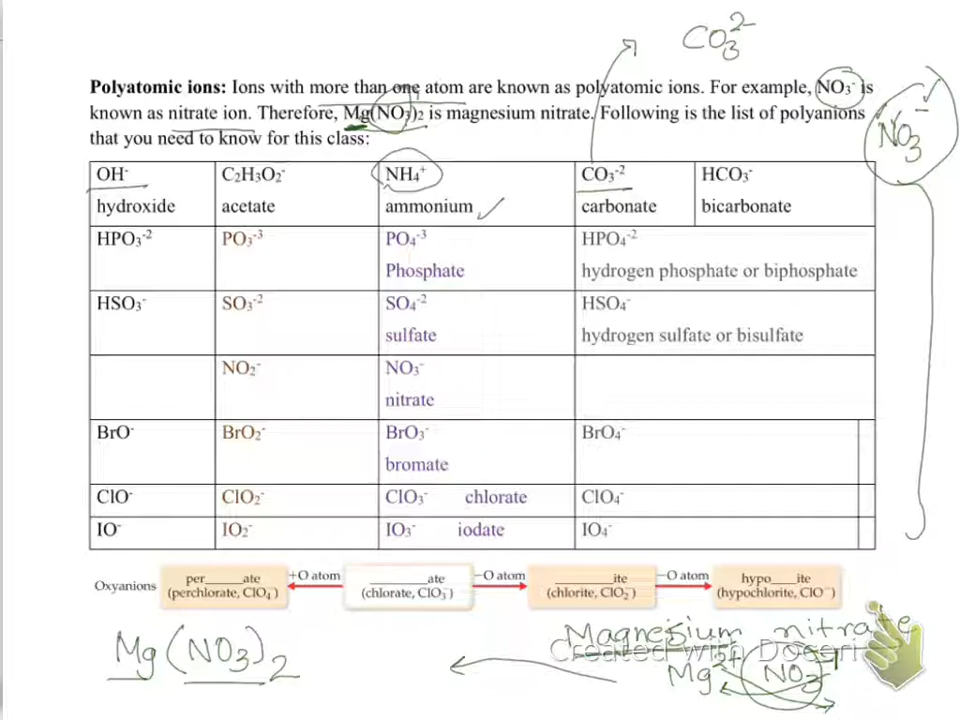 CO₃²⁻
Polyatomic ions: Ions with more than one atom are known as polyatomic ions. For example, NO₃⁻ is
known as nitrate ion. Therefore, Mg(NO₃)₂ is magnesium nitrate. Following is the list of polyanions
NO₃⁻
that you need to know for this class:
OH⁻ C₂H₃O₂⁻ NH₄⁺ CO₃⁻² HCO₃⁻
hydroxide acetate ammonium carbonate bicarbonate
HPO₃⁻² PO₃⁻³ PO₄⁻³ HPO₄⁻²
Phosphate hydrogen phosphate or biphosphate
HSO₃⁻ SO₃⁻² SO₄⁻² HSO₄⁻
sulfate hydrogen sulfate or bisulfate
NO₂⁻ NO₃⁻
nitrate
BrO⁻ BrO₂⁻ BrO₃⁻ BrO₄⁻
bromate
ClO⁻ ClO₂⁻ ClO₃⁻ chlorate ClO₄⁻
IO⁻ IO₂⁻ IO₃⁻ iodate IO₄⁻
Oxyanions per____ate +O atom ____ate −O atom ____ite −O atom hypo____ite
(perchlorate, ClO₄⁻) (chlorate, ClO₃⁻) (chlorite, ClO₂⁻) (hypochlorite, ClO⁻)
Magnesium nitrate
Created with Doceri
Mg(NO₃)₂ Mg²⁺ NO₃⁻¹